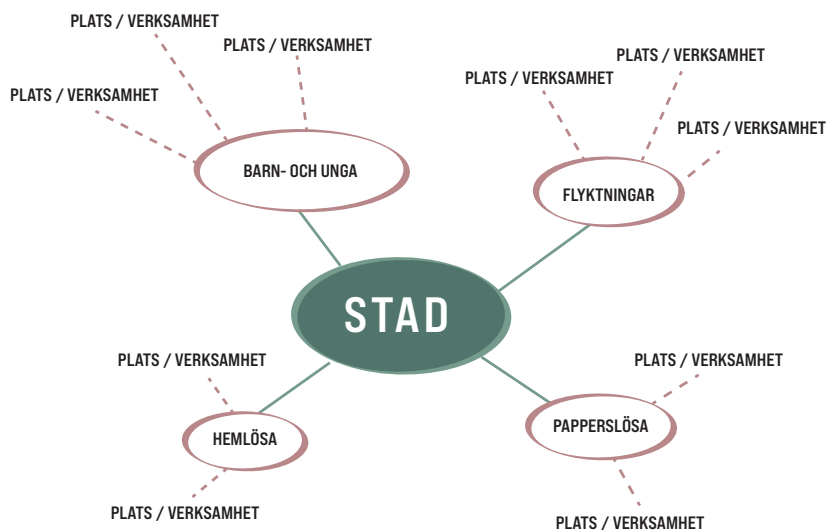 PLATS / VERKSAMHET
PLATS / VERKSAMHET
PLATS / VERKSAMHET
PLATS / VERKSAMHET
PLATS / VERKSAMHET
PLATS / VERKSAMHET
BARN- OCH UNGA
FLYKTNINGAR
STAD
PLATS / VERKSAMHET
PLATS / VERKSAMHET
HEMLÖSA
PAPPERSLÖSA
PLATS / VERKSAMHET
PLATS / VERKSAMHET